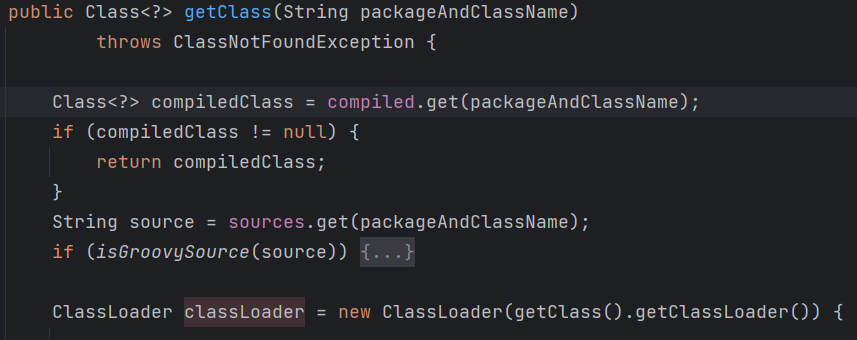 public Class<?> getClass(String packageAndClassName)
        throws ClassNotFoundException {
    Class<?> compiledClass = compiled.get(packageAndClassName);
    if (compiledClass != null) {
        return compiledClass;
    }
    String source = sources.get(packageAndClassName);
    if (isGroovySource(source)) {...}
    ClassLoader classLoader = new ClassLoader(getClass().getClassLoader()) {